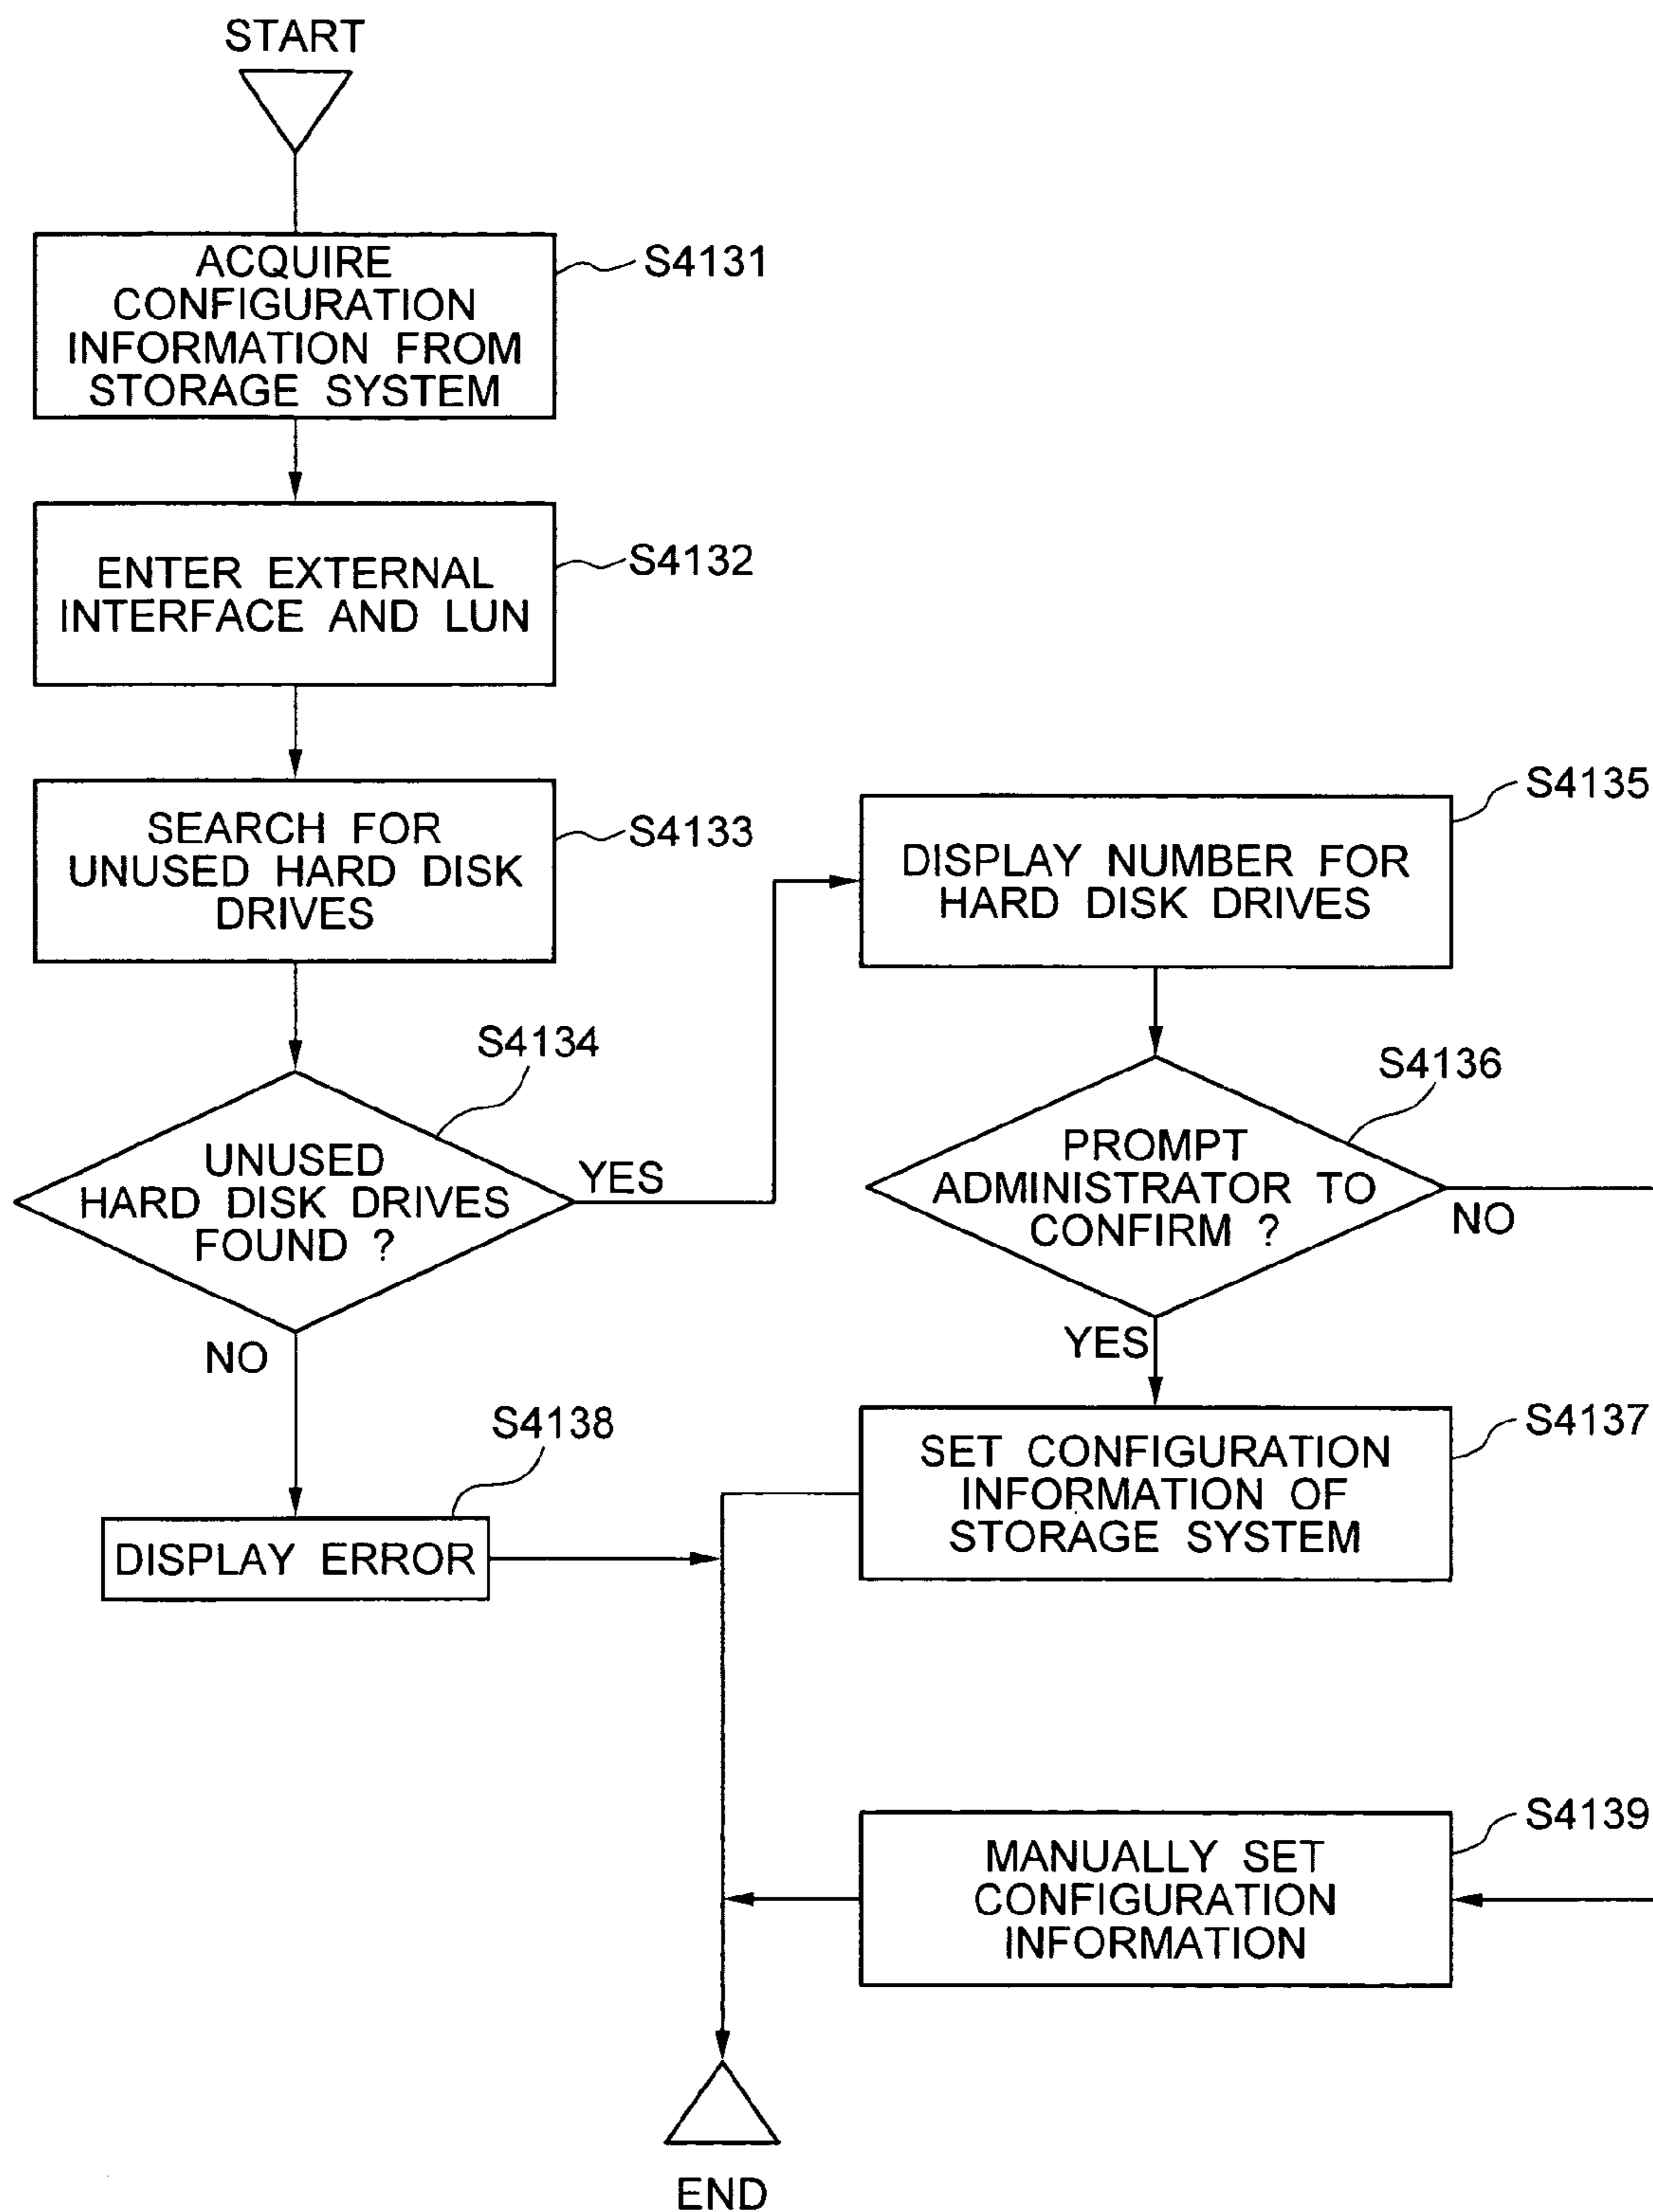 START
ACQUIRE
CONFIGURATION
INFORMATION FROM
STORAGE SYSTEM
S4131
ENTER EXTERNAL
INTERFACE AND LUN
S4132
SEARCH FOR
UNUSED HARD DISK
DRIVES
S4133
UNUSED
HARD DISK DRIVES
FOUND ?
S4134
YES
NO
DISPLAY ERROR
S4138
DISPLAY NUMBER FOR
HARD DISK DRIVES
S4135
PROMPT
ADMINISTRATOR TO
CONFIRM ?
S4136
NO
YES
SET CONFIGURATION
INFORMATION OF
STORAGE SYSTEM
S4137
MANUALLY SET
CONFIGURATION
INFORMATION
S4139
END